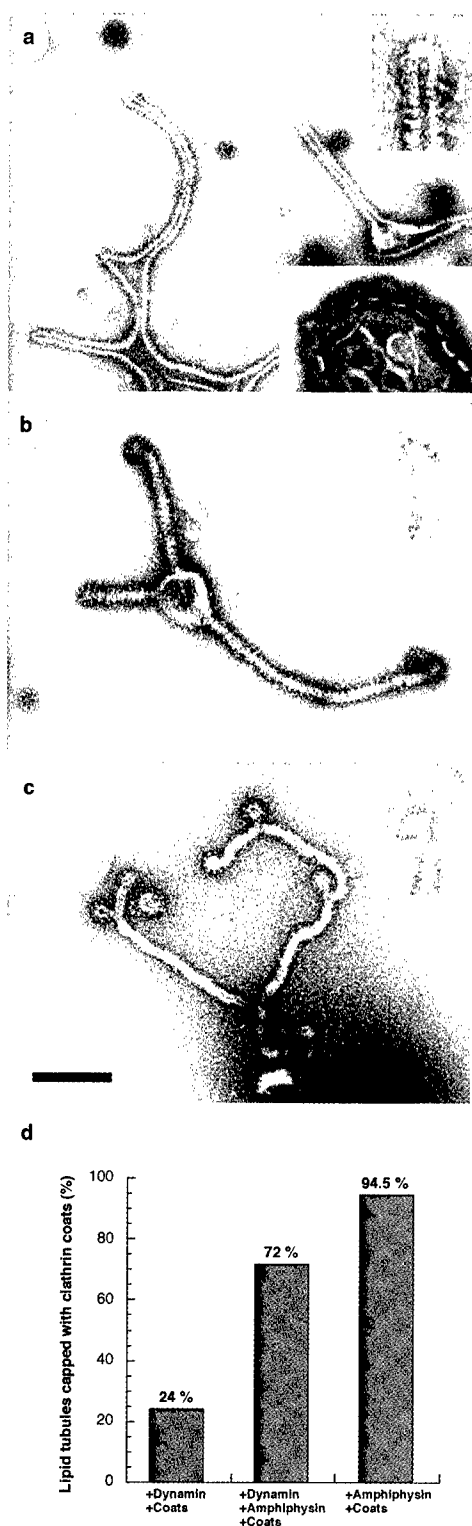 a
b
c
d
Lipid tubules capped with clathrin coats (%)
100
80
60
40
20
0
24 %
72 %
94.5 %
+Dynamin
+Coats
+Dynamin
+Amphiphysin
+Coats
+Amphiphysin
+Coats